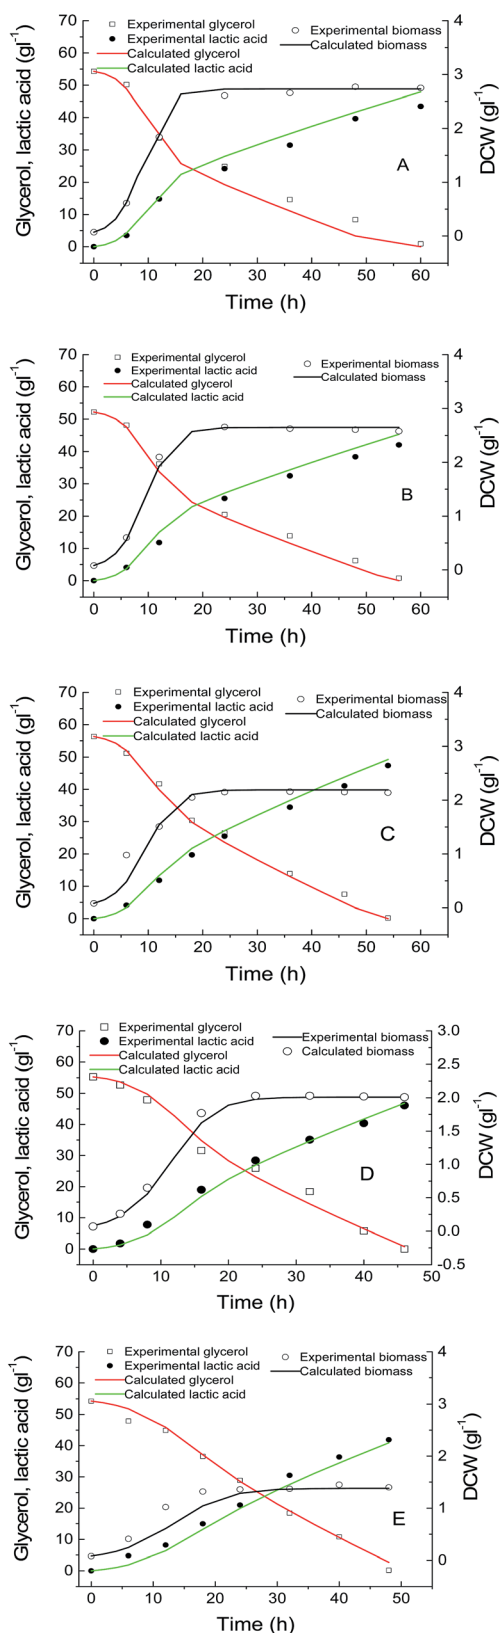 Experimental glycerol
Experimental lactic acid
Calculated glycerol
Calculated lactic acid
Experimental biomass
Calculated biomass
Glycerol, lactic acid (gl-1)
70
60
50
40
30
20
10
0
A
4
3
2
1
0
DCW (gl-1)
0 10 20 30 40 50 60
Time (h)
Experimental glycerol
Experimental lactic acid
Calculated glycerol
Calculated lactic acid
Experimental biomass
Calculated biomass
Glycerol, lactic acid (gl-1)
70
60
50
40
30
20
10
0
B
4
3
2
1
0
DCW (gl-1)
0 10 20 30 40 50 60
Time (h)
Experimental glycerol
Experimental lactic acid
Calculated glycerol
Calculated lactic acid
Experimental biomass
Calculated biomass
Glycerol, lactic acid (gl-1)
70
60
50
40
30
20
10
0
C
4
3
2
1
0
DCW (gl-1)
0 10 20 30 40 50 60
Time (h)
Experimental glycerol
Experimental lactic acid
Calculated glycerol
Calculated lactic acid
Experimental biomass
Calculated biomass
Glycerol, lactic acid (gl-1)
70
60
50
40
30
20
10
0
D
3.0
2.5
2.0
1.5
1.0
0.5
0.0
-0.5
DCW (gl-1)
0 10 20 30 40 50
Time (h)
Experimental glycerol
Experimental lactic acid
Calculated glycerol
Calculated lactic acid
Experimental biomass
Calculated biomass
Glycerol, lactic acid (gl-1)
70
60
50
40
30
20
10
0
E
4
3
2
1
0
DCW (gl-1)
0 10 20 30 40 50
Time (h)